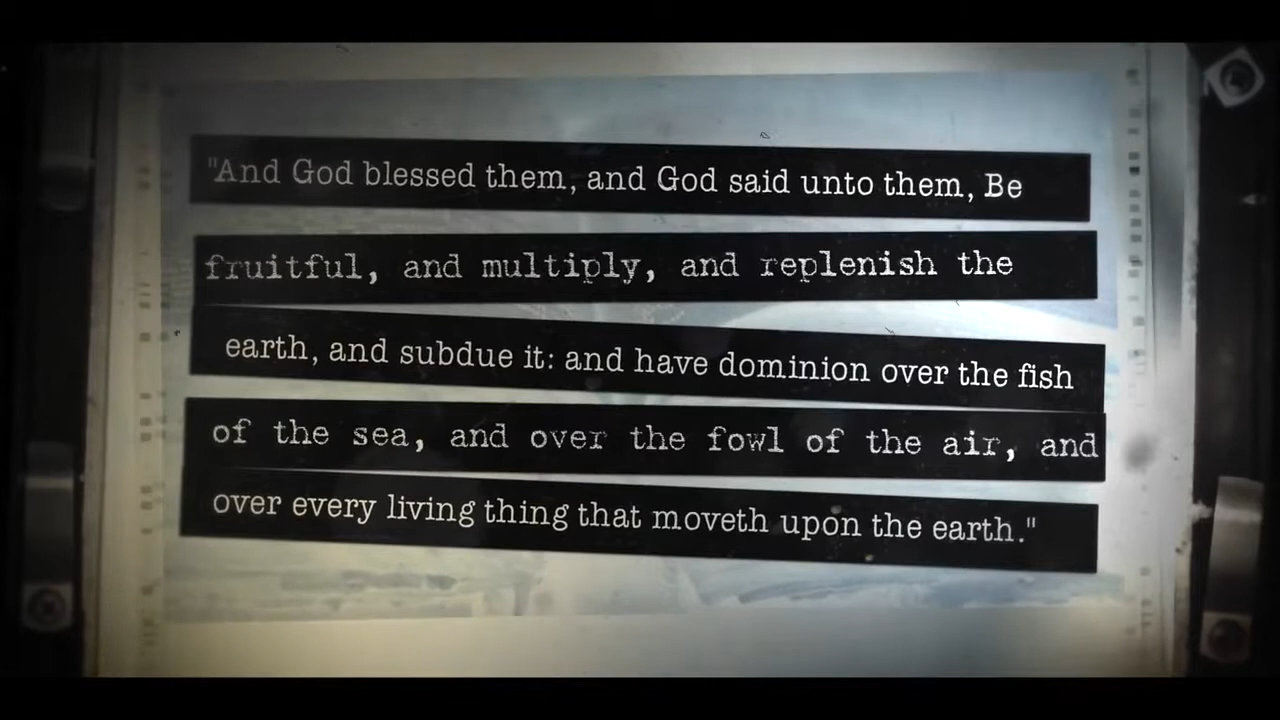 "And God blessed them, and God said unto them, Be
fruitful, and multiply, and replenish the
earth, and subdue it: and have dominion over the fish
of the sea, and over the fowl of the air, and
over every living thing that moveth upon the earth."